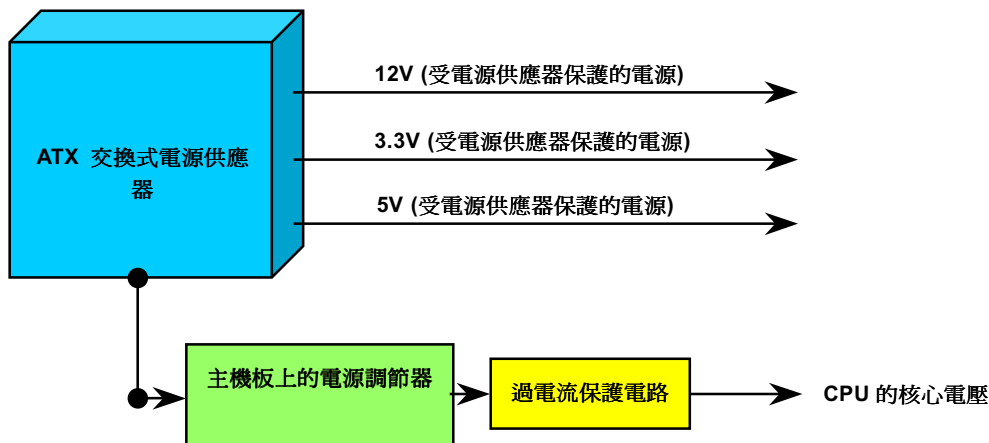 12V (受電源供應器保護的電源)
ATX 交換式電源供應
器
3.3V (受電源供應器保護的電源)
5V (受電源供應器保護的電源)
主機板上的電源調節器
過電流保護電路
CPU 的核心電壓